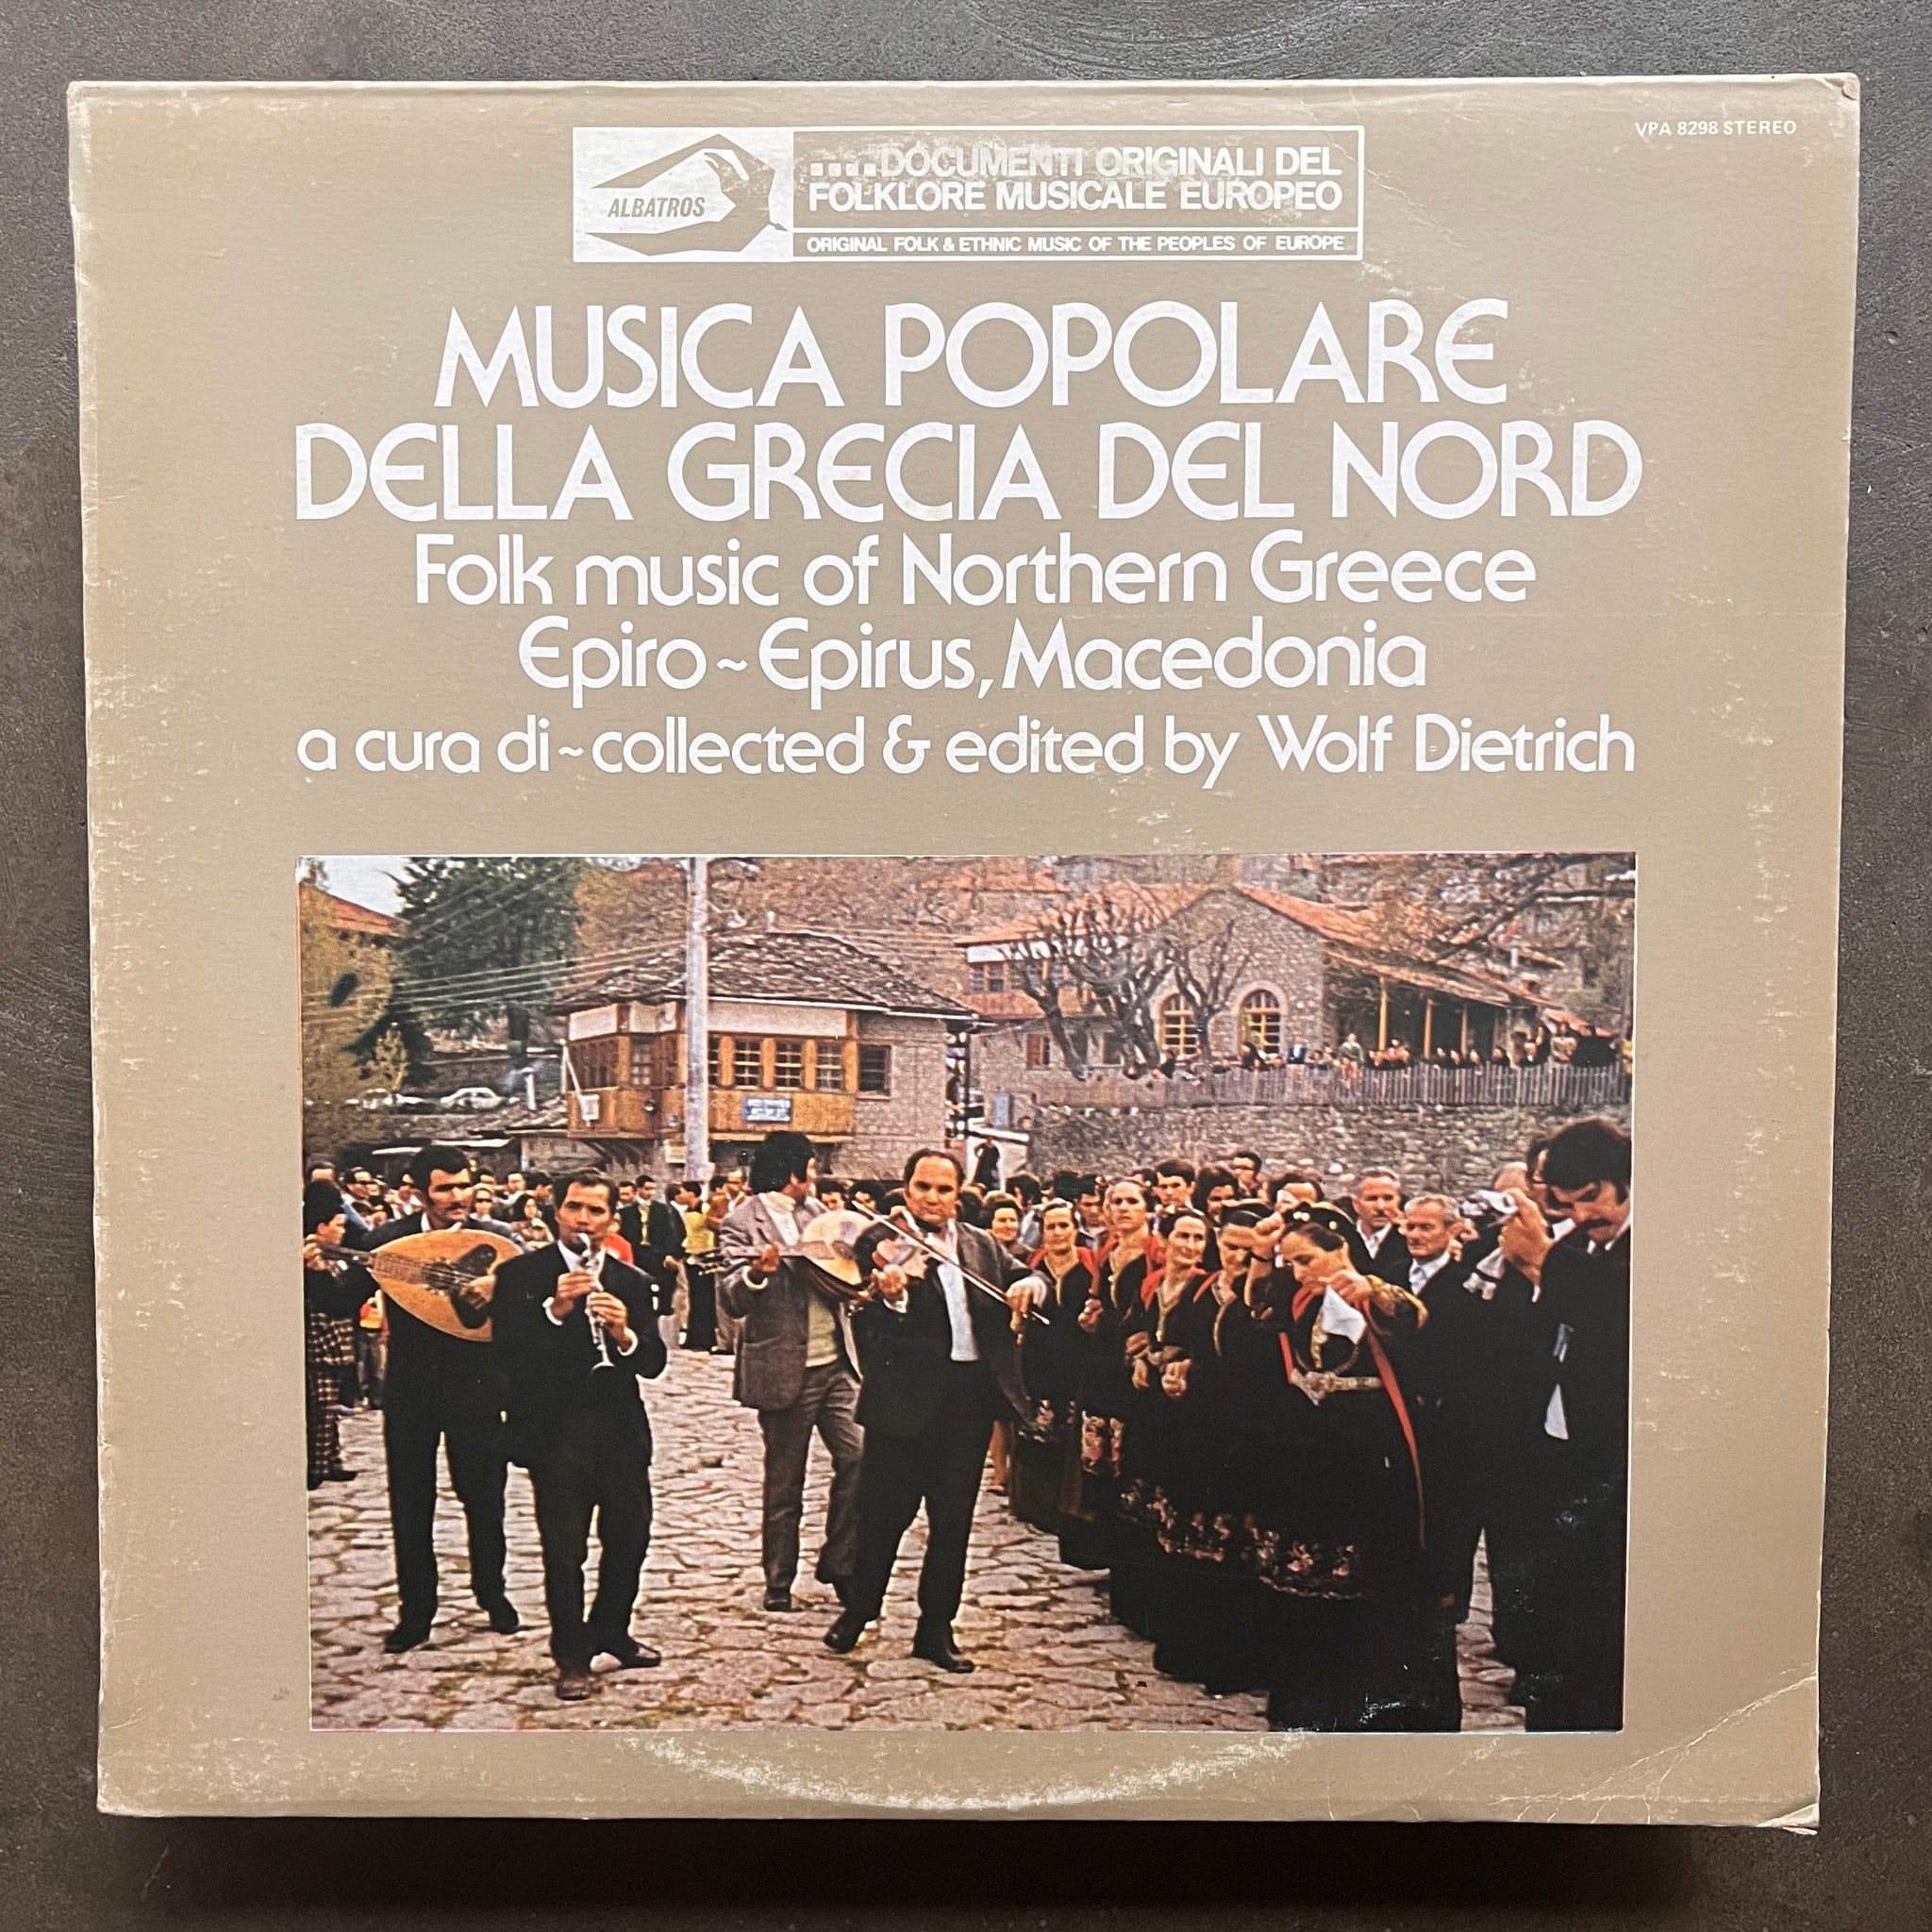 VPA 8298 STEREO
ALBATROS
....DOCUMENTI ORIGINALI DEL
FOLKLORE MUSICALE EUROPEO
ORIGINAL FOLK & ETHNIC MUSIC OF THE PEOPLES OF EUROPE
MUSICA POPOLARE
DELLA GRECIA DEL NORD
Folk music of Northern Greece
Epiro~Epirus, Macedonia
a cura di~collected & edited by Wolf Dietrich